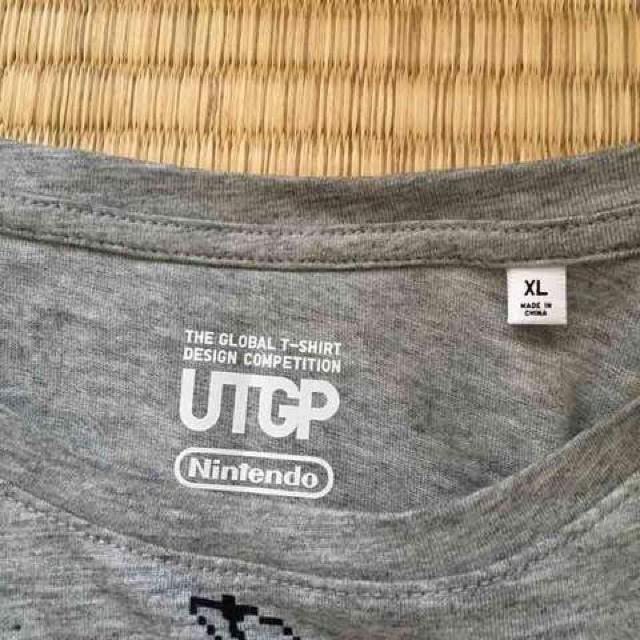 THE GLOBAL T-SHIRT
DESIGN COMPETITION
UTGP
Nintendo
XL
MADE IN
CHINA